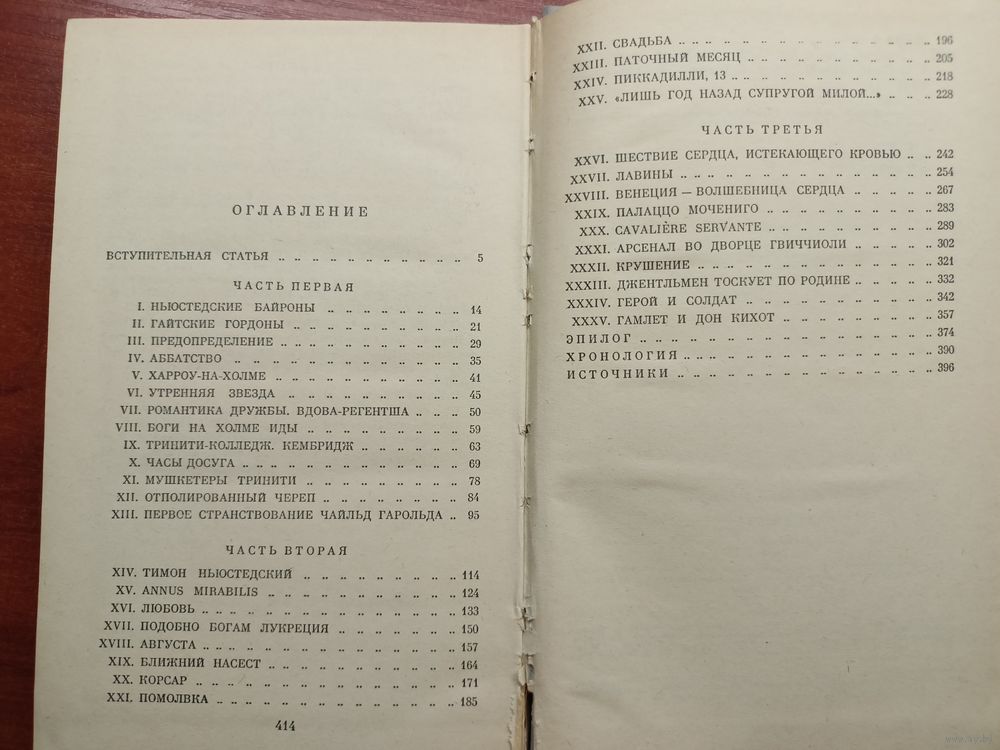 ОГЛАВЛЕНИЕ
ВСТУПИТЕЛЬНАЯ СТАТЬЯ .. .. .. .. .. .. .. .. .. .. .. 5
ЧАСТЬ ПЕРВАЯ
I. НЬЮСТЕДСКИЕ БАЙРОНЫ .. .. .. .. .. .. .. .. 14
II. ГАЙТСКИЕ ГОРДОНЫ .. .. .. .. .. .. .. .. .. .. 21
III. ПРЕДОПРЕДЕЛЕНИЕ .. .. .. .. .. .. .. .. .. .. .. 29
IV. АББАТСТВО .. .. .. .. .. .. .. .. .. .. .. .. .. 35
V. ХАРРОУ-НА-ХОЛМЕ .. .. .. .. .. .. .. .. .. .. .. 41
VI. УТРЕННЯЯ ЗВЕЗДА .. .. .. .. .. .. .. .. .. .. 45
VII. РОМАНТИКА ДРУЖБЫ. ВДОВА-РЕГЕНТША .. .. .. 50
VIII. БОГИ НА ХОЛМЕ ИДЫ .. .. .. .. .. .. .. .. .. 59
IX. ТРИНИТИ-КОЛЛЕДЖ. КЕМБРИДЖ .. .. .. .. .. .. 63
X. ЧАСЫ ДОСУГА .. .. .. .. .. .. .. .. .. .. .. .. 69
XI. МУШКЕТЕРЫ ТРИНИТИ .. .. .. .. .. .. .. .. .. 78
XII. ОТПОЛИРОВАННЫЙ ЧЕРЕП .. .. .. .. .. .. .. .. 84
XIII. ПЕРВОЕ СТРАНСТВОВАНИЕ ЧАЙЛЬД ГАРОЛЬДА .. 95
ЧАСТЬ ВТОРАЯ
XIV. ТИМОН НЬЮСТЕДСКИЙ .. .. .. .. .. .. .. .. .. 114
XV. ANNUS MIRABILIS .. .. .. .. .. .. .. .. .. .. .. 124
XVI. ЛЮБОВЬ .. .. .. .. .. .. .. .. .. .. .. .. .. .. .. 133
XVII. ПОДОБНО БОГАМ ЛУКРЕЦИЯ .. .. .. .. .. .. .. 150
XVIII. АВГУСТА .. .. .. .. .. .. .. .. .. .. .. .. .. .. .. 157
XIX. БЛИЖНИЙ НАСЕСТ .. .. .. .. .. .. .. .. .. .. .. 164
XX. КОРСАР .. .. .. .. .. .. .. .. .. .. .. .. .. .. .. 171
XXI. ПОМОЛВКА .. .. .. .. .. .. .. .. .. .. .. .. .. .. 185
414
XXII. СВАДЬБА .. .. .. .. .. .. .. .. .. .. .. .. .. .. 196
XXIII. ПАТОЧНЫЙ МЕСЯЦ .. .. .. .. .. .. .. .. .. .. 205
XXIV. ПИККАДИЛЛИ, 13 .. .. .. .. .. .. .. .. .. .. .. 218
XXV. «ЛИШЬ ГОД НАЗАД СУПРУГОЙ МИЛОЙ...» .. .. .. 228
ЧАСТЬ ТРЕТЬЯ
XXVI. ШЕСТВИЕ СЕРДЦА, ИСТЕКАЮЩЕГО КРОВЬЮ .. .. 242
XXVII. ЛАВИНЫ .. .. .. .. .. .. .. .. .. .. .. .. .. .. 254
XXVIII. ВЕНЕЦИЯ — ВОЛШЕБНИЦА СЕРДЦА .. .. .. .. .. 267
XXIX. ПАЛАЦЦО МОЧЕНИГО .. .. .. .. .. .. .. .. .. 283
XXX. CAVALIÈRE SERVANTE .. .. .. .. .. .. .. .. .. 289
XXXI. АРСЕНАЛ ВО ДВОРЦЕ ГВИЧЧИОЛИ .. .. .. .. .. 302
XXXII. КРУШЕНИЕ .. .. .. .. .. .. .. .. .. .. .. .. .. 321
XXXIII. ДЖЕНТЛЬМЕН ТОСКУЕТ ПО РОДИНЕ .. .. .. .. .. 332
XXXIV. ГЕРОЙ И СОЛДАТ .. .. .. .. .. .. .. .. .. .. .. 342
XXXV. ГАМЛЕТ И ДОН КИХОТ .. .. .. .. .. .. .. .. .. 357
ЭПИЛОГ .. .. .. .. .. .. .. .. .. .. .. .. .. .. .. .. 374
ХРОНОЛОГИЯ .. .. .. .. .. .. .. .. .. .. .. .. .. .. .. 390
ИСТОЧНИКИ .. .. .. .. .. .. .. .. .. .. .. .. .. .. .. 396